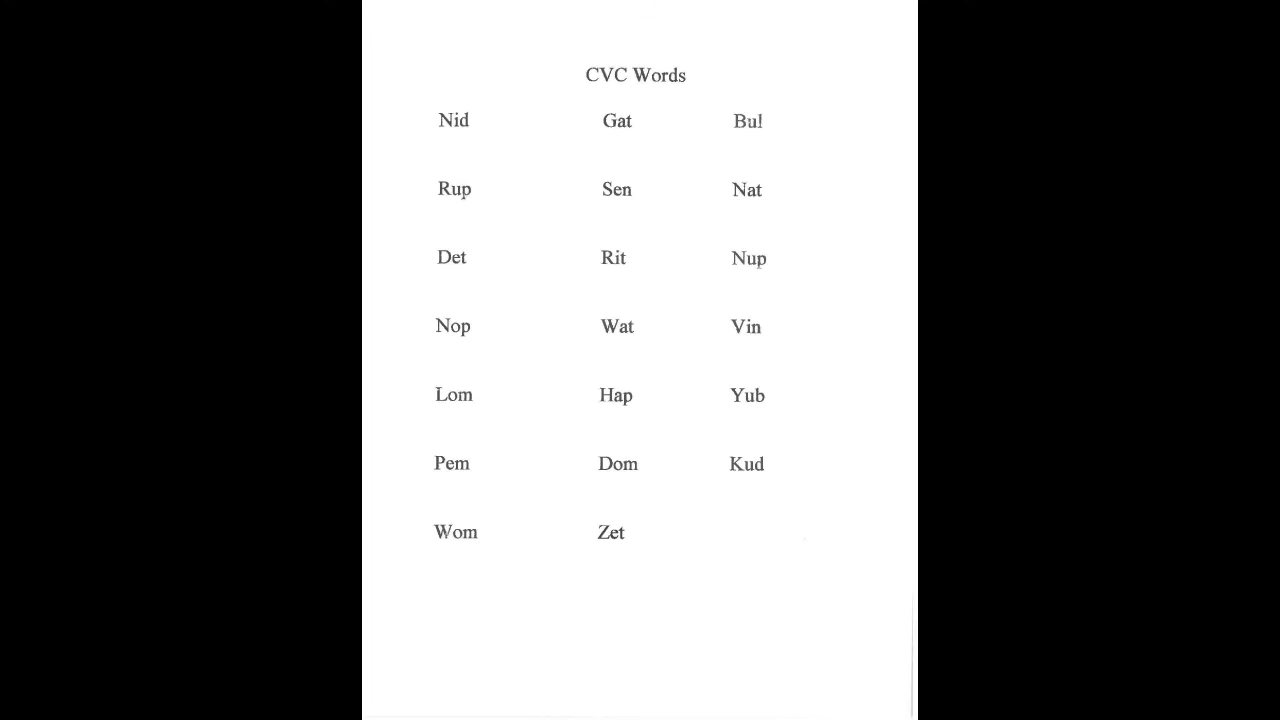 CVC Words
Nid Gat Bul
Rup Sen Nat
Det Rit Nup
Nop Wat Vin
Lom Hap Yub
Pem Dom Kud
Wom Zet